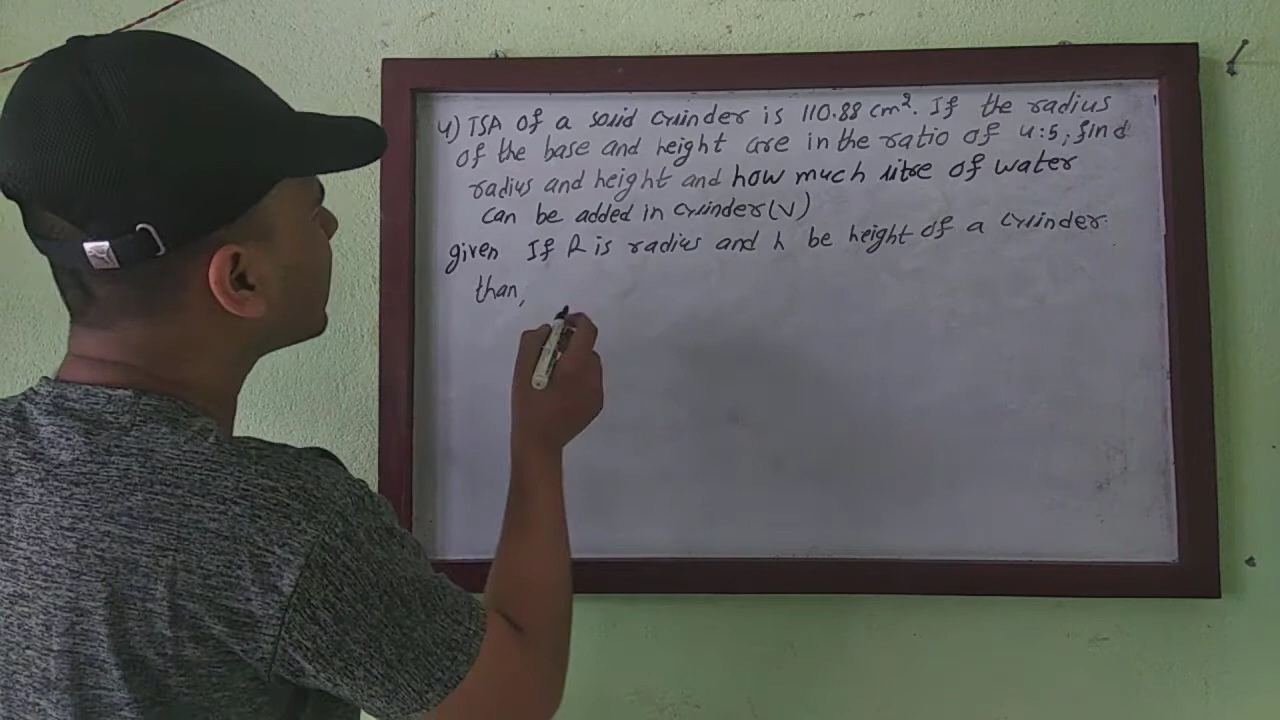 4) TSA of a solid cylinder is 110.88 cm². If the radius
of the base and height are in the ratio of 4:5, find
radius and height and how much litre of water
can be added in cylinder(V)
given If R is radius and h be height of a cylinder.
than,